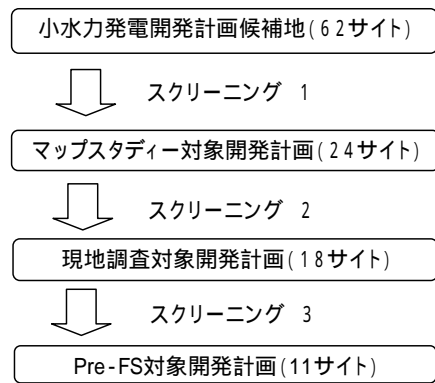 小水力発電開発計画候補地(62サイト)
スクリーニング 1
マップスタディー対象開発計画(24サイト)
スクリーニング 2
現地調査対象開発計画(18サイト)
スクリーニング 3
Pre-FS対象開発計画(11サイト)